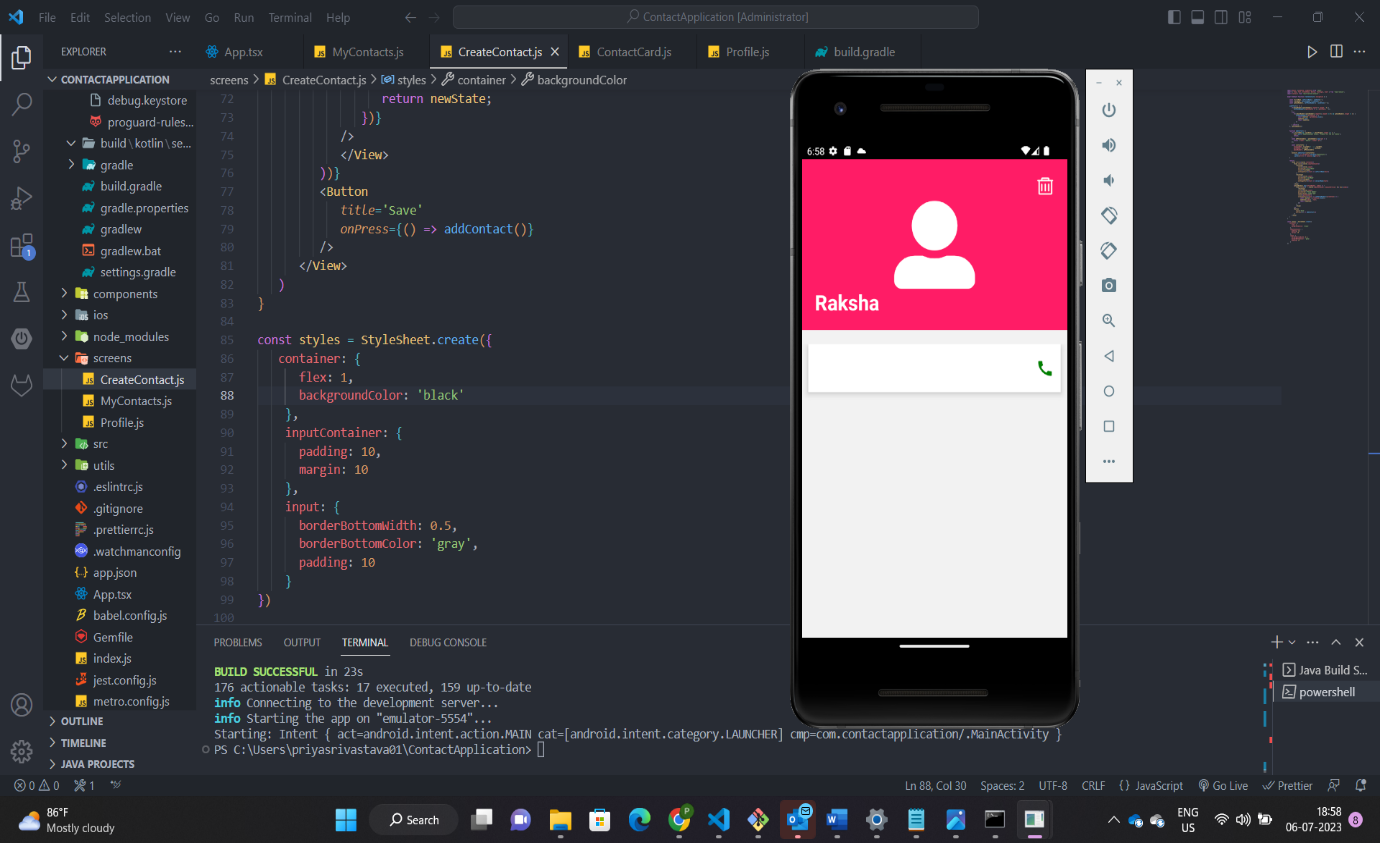 File Edit Selection View Go Run Terminal Help
ContactApplication [Administrator]
EXPLORER
App.tsx
MyContacts.js
CreateContact.js
ContactCard.js
Profile.js
build.gradle
CONTACTAPPLICATION
debug.keystore
proguard-rules...
build\kotlin\se...
gradle
build.gradle
gradle.properties
gradlew
gradlew.bat
settings.gradle
components
ios
node_modules
screens
CreateContact.js
MyContacts.js
Profile.js
src
utils
.eslintrc.js
.gitignore
.prettierrc.js
.watchmanconfig
app.json
App.tsx
babel.config.js
Gemfile
index.js
jest.config.js
metro.config.js
OUTLINE
TIMELINE
JAVA PROJECTS
1
screens > CreateContact.js > styles > container > backgroundColor
72 return newState;
73 })}
74 />
75 </View>
76 ))}
77 <Button
78 title='Save'
79 onPress={() => addContact()}
80 />
81 </View>
82 )
83 }
84
85 const styles = StyleSheet.create({
86 container: {
87 flex: 1,
88 backgroundColor: 'black'
89 },
90 inputContainer: {
91 padding: 10,
92 margin: 10
93 },
94 input: {
95 borderBottomWidth: 0.5,
96 borderBottomColor: 'gray',
97 padding: 10
98 }
99 })
100
6:58
Raksha
PROBLEMS OUTPUT TERMINAL DEBUG CONSOLE
BUILD SUCCESSFUL in 23s
176 actionable tasks: 17 executed, 159 up-to-date
info Connecting to the development server...
info Starting the app on "emulator-5554"...
Starting: Intent { act=android.intent.action.MAIN cat=[android.intent.category.LAUNCHER] cmp=com.contactapplication/.MainActivity }
PS C:\Users\priyasrivastava01\ContactApplication>
Java Build S...
powershell
0 0 1
Ln 88, Col 30 Spaces: 2 UTF-8 CRLF {} JavaScript Go Live Prettier
86°F
Mostly cloudy
Search
P
ENG
US
18:58
06-07-2023
8